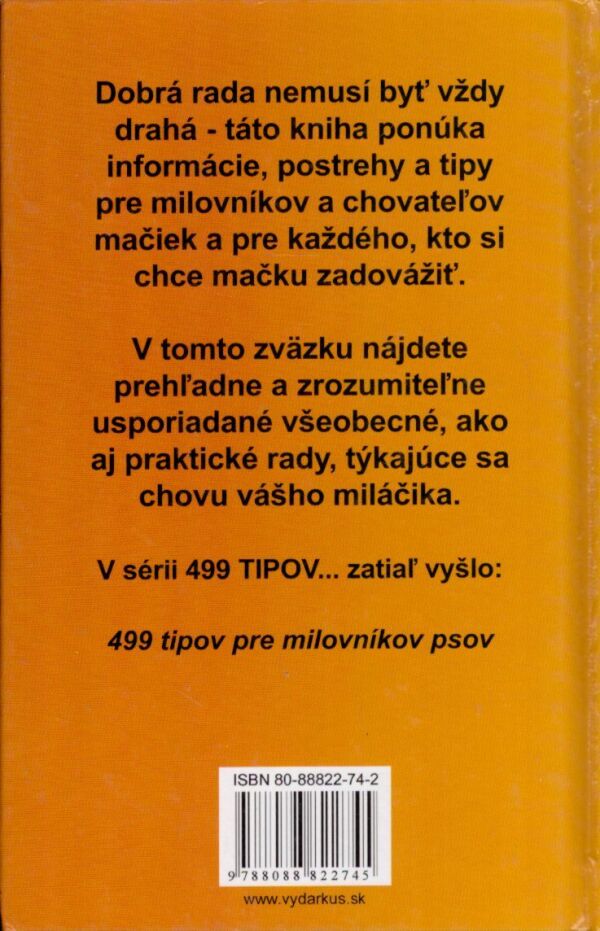 Dobrá rada nemusí byť vždy
drahá - táto kniha ponúka
informácie, postrehy a tipy
pre milovníkov a chovateľov
mačiek a pre každého, kto si
chce mačku zadovážiť.
V tomto zväzku nájdete
prehľadne a zrozumiteľne
usporiadané všeobecné, ako
aj praktické rady, týkajúce sa
chovu vášho miláčika.
V sérii 499 TIPOV... zatiaľ vyšlo:
499 tipov pre milovníkov psov
ISBN 80-88822-74-2
9 788088 822745
www.vydarkus.sk